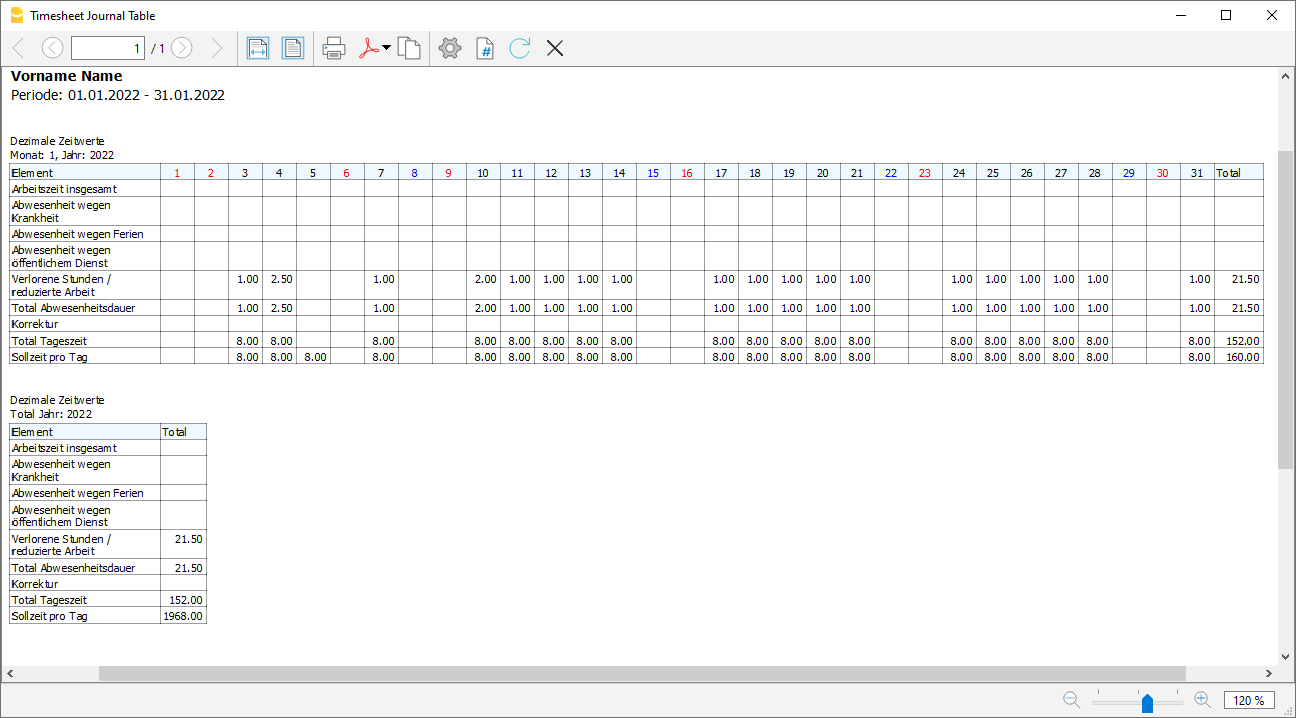 Timesheet Journal Table
1 / 1
Vorname Name
Periode: 01.01.2022 - 31.01.2022
Dezimale Zeitwerte
Monat: 1, Jahr: 2022
Element 1 2 3 4 5 6 7 8 9 10 11 12 13 14 15 16 17 18 19 20 21 22 23 24 25 26 27 28 29 30 31 Total
Arbeitszeit insgesamt
Abwesenheit wegen
Krankheit
Abwesenheit wegen Ferien
Abwesenheit wegen
öffentlichem Dienst
Verlorene Stunden / 1.00 2.50 1.00 2.00 1.00 1.00 1.00 1.00 1.00 1.00 1.00 1.00 1.00 1.00 1.00 1.00 1.00 1.00 1.00 21.50
reduzierte Arbeit
Total Abwesenheitsdauer 1.00 2.50 1.00 2.00 1.00 1.00 1.00 1.00 1.00 1.00 1.00 1.00 1.00 1.00 1.00 1.00 1.00 1.00 1.00 21.50
Korrektur
Total Tageszeit 8.00 8.00 8.00 8.00 8.00 8.00 8.00 8.00 8.00 8.00 8.00 8.00 8.00 8.00 8.00 8.00 8.00 8.00 8.00 152.00
Sollzeit pro Tag 8.00 8.00 8.00 8.00 8.00 8.00 8.00 8.00 8.00 8.00 8.00 8.00 8.00 8.00 8.00 8.00 8.00 8.00 8.00 8.00 160.00
Dezimale Zeitwerte
Total Jahr: 2022
Element Total
Arbeitszeit insgesamt
Abwesenheit wegen
Krankheit
Abwesenheit wegen Ferien
Abwesenheit wegen
öffentlichem Dienst
Verlorene Stunden / 21.50
reduzierte Arbeit
Total Abwesenheitsdauer 21.50
Korrektur
Total Tageszeit 152.00
Sollzeit pro Tag 1968.00
120 %